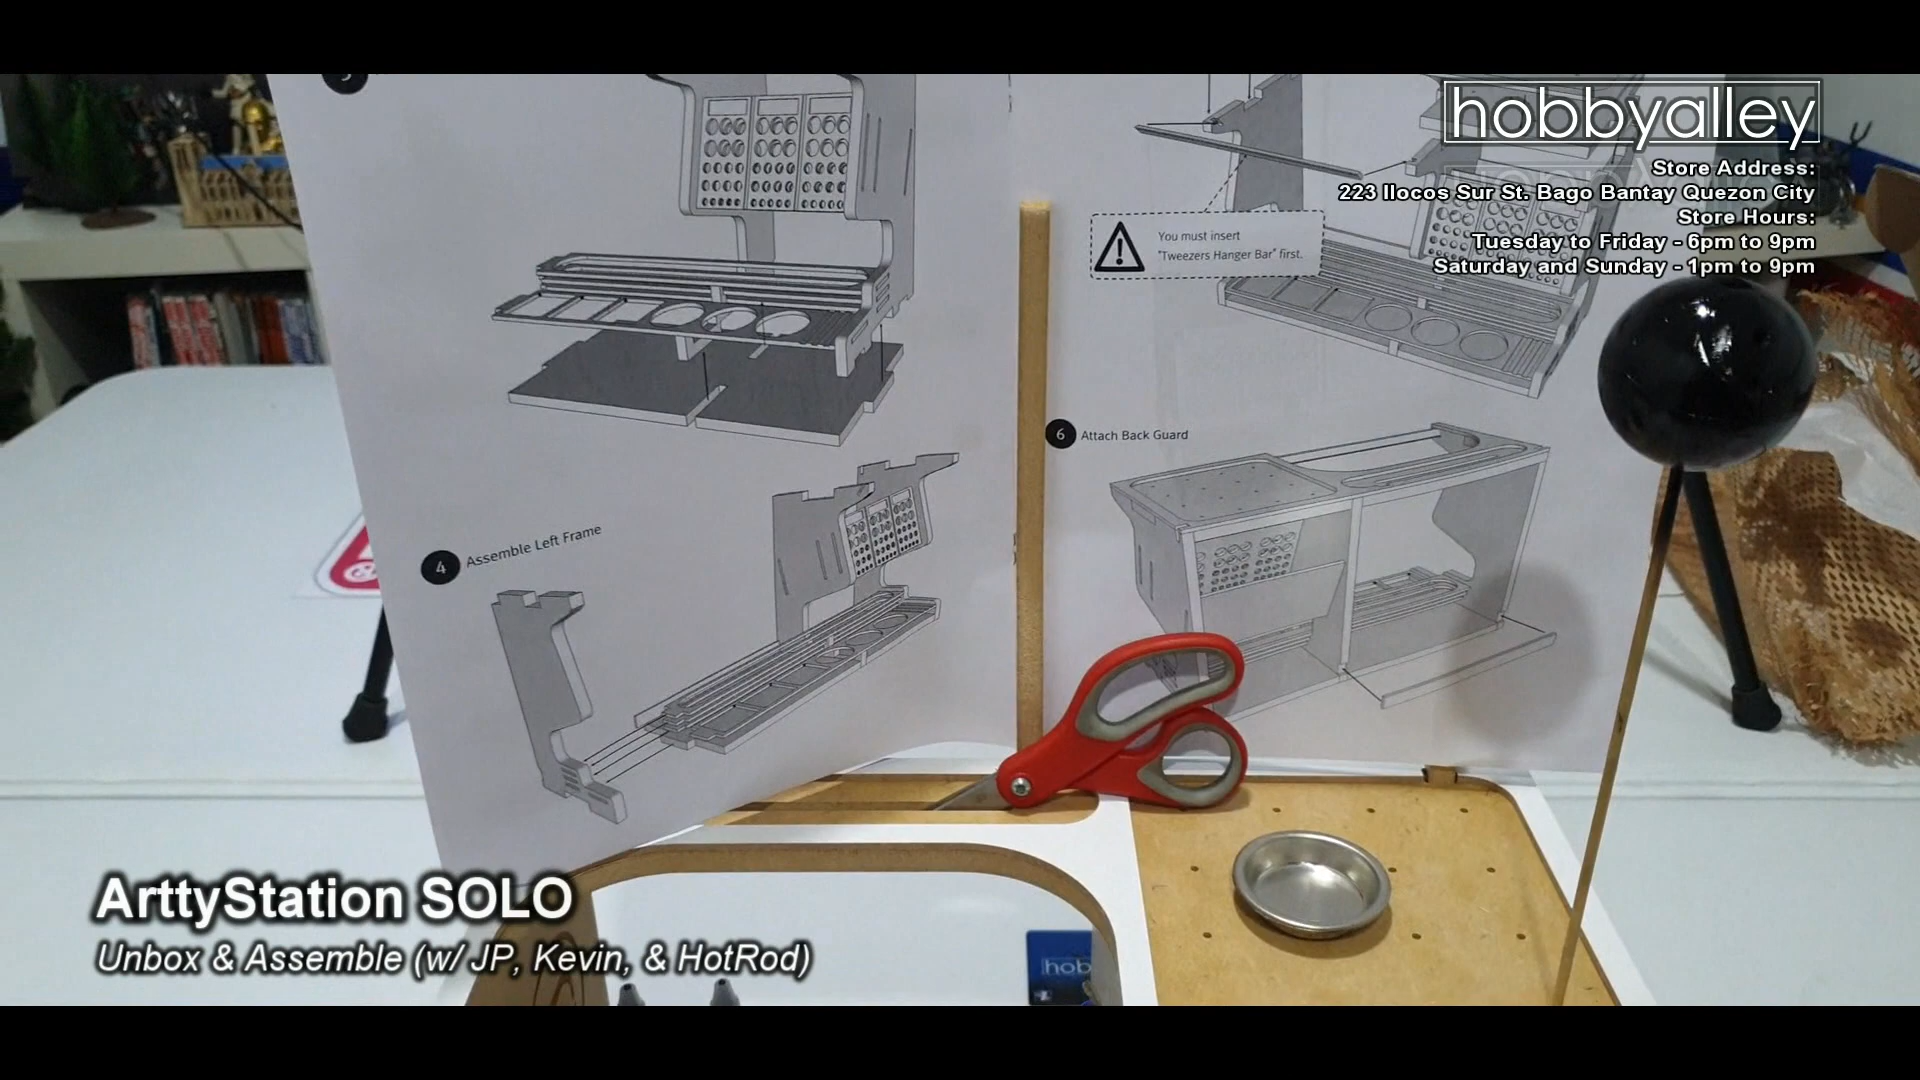 3
hobbyalley
Store Address:
223 Ilocos Sur St. Bago Bantay Quezon City
Store Hours:
Tuesday to Friday - 6pm to 9pm
Saturday and Sunday - 1pm to 9pm
You must insert
"Tweezers Hanger Bar" first.
6 Attach Back Guard
4 Assemble Left Frame
ArttyStation SOLO
Unbox & Assemble (w/ JP, Kevin, & HotRod)
hob